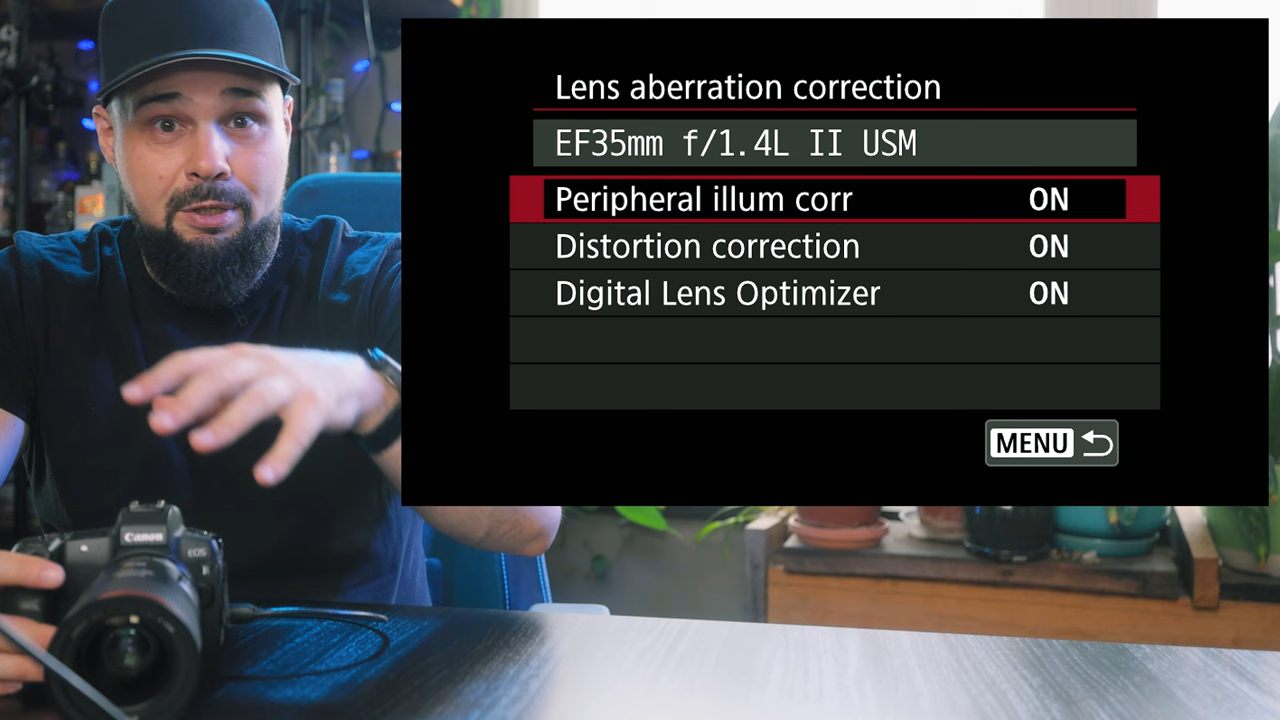 Lens aberration correction
EF35mm f/1.4L II USM
Peripheral illum corr ON
Distortion correction ON
Digital Lens Optimizer ON
MENU
Canon
EOS
R